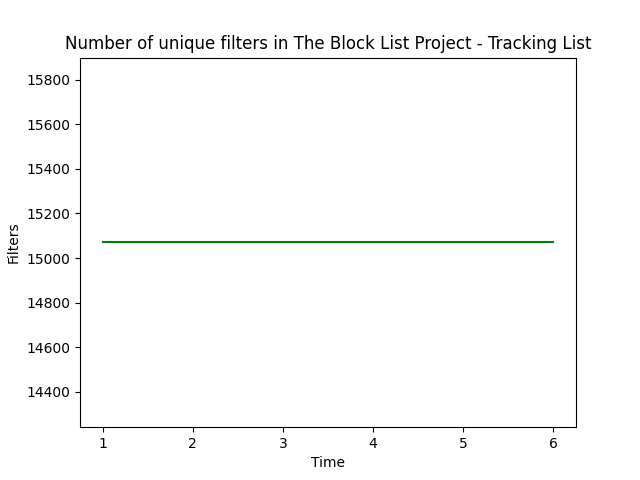 Number of unique filters in The Block List Project - Tracking List
15800
15600
15400
15200
15000
14800
14600
14400
Filters
1 2 3 4 5 6
Time